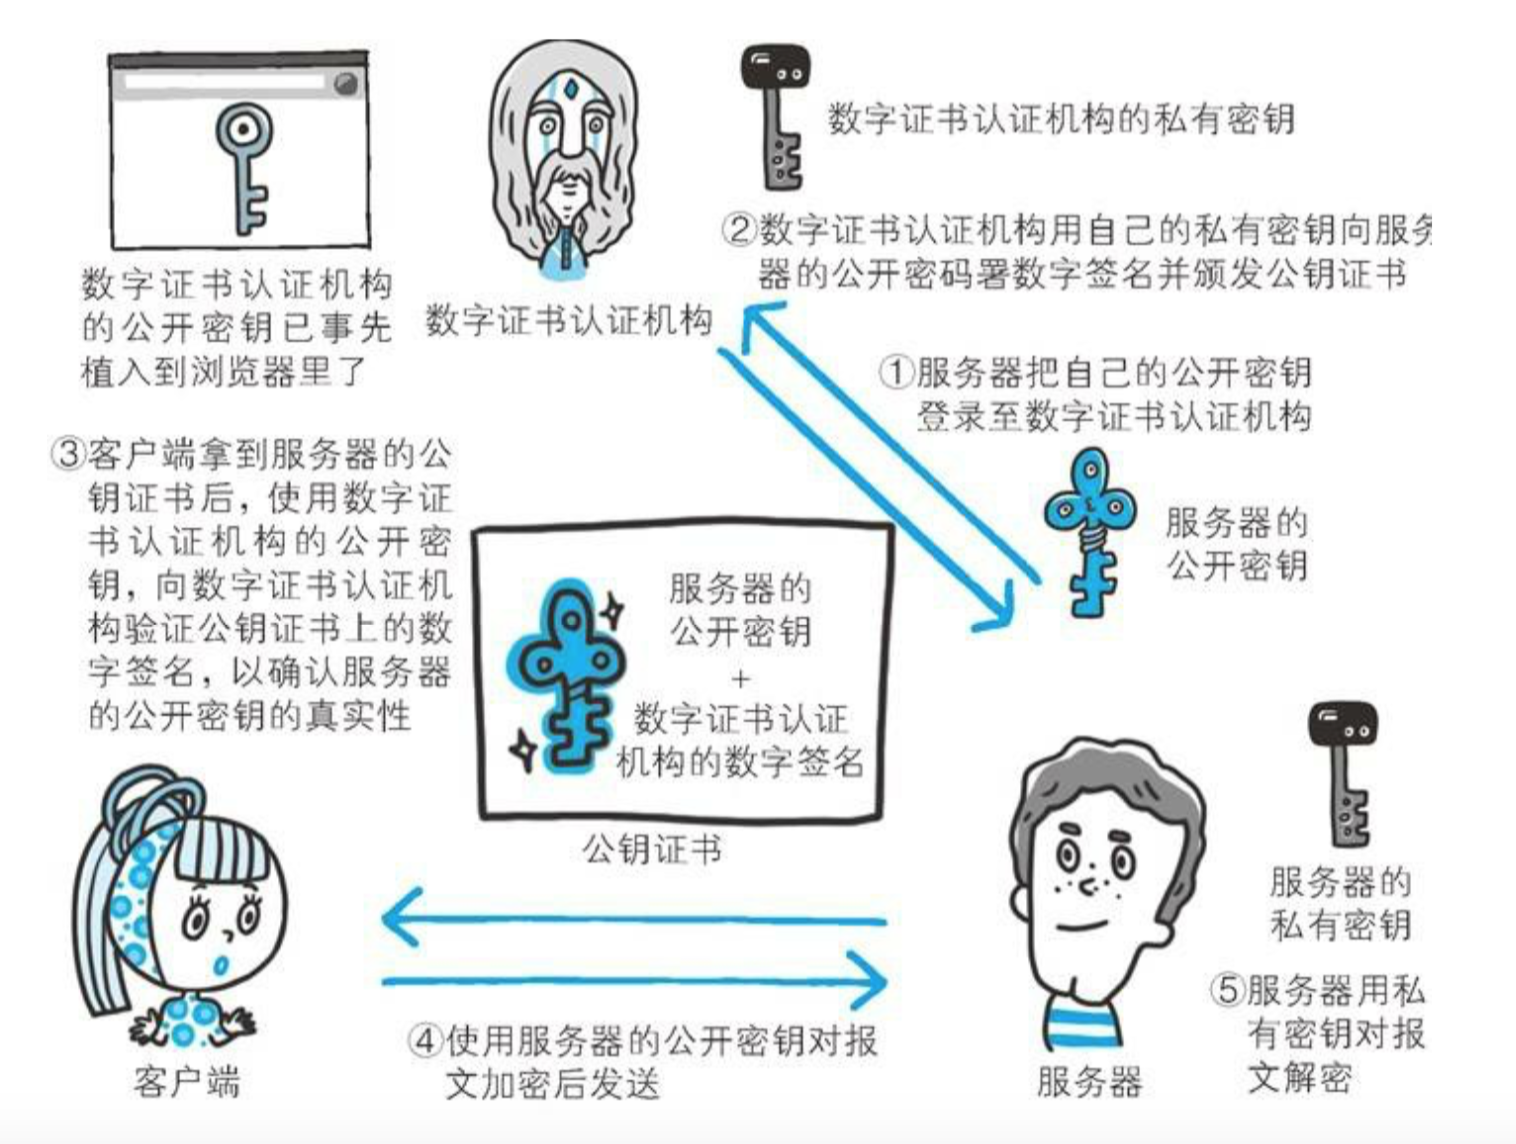 数字证书认证机构的私有密钥
②数字证书认证机构用自己的私有密钥向服务
器的公开密码署数字签名并颁发公钥证书
数字证书认证机构
的公开密钥已事先
植入到浏览器里了
数字证书认证机构
①服务器把自己的公开密钥
登录至数字证书认证机构
服务器的
公开密钥
③客户端拿到服务器的公
钥证书后，使用数字证
书认证机构的公开密
钥，向数字证书认证机
构验证公钥证书上的数
字签名，以确认服务器
的公开密钥的真实性
服务器的
公开密钥
+
数字证书认证
机构的数字签名
公钥证书
服务器的
私有密钥
④使用服务器的公开密钥对报
文加密后发送
⑤服务器用私
有密钥对报
文解密
客户端
服务器